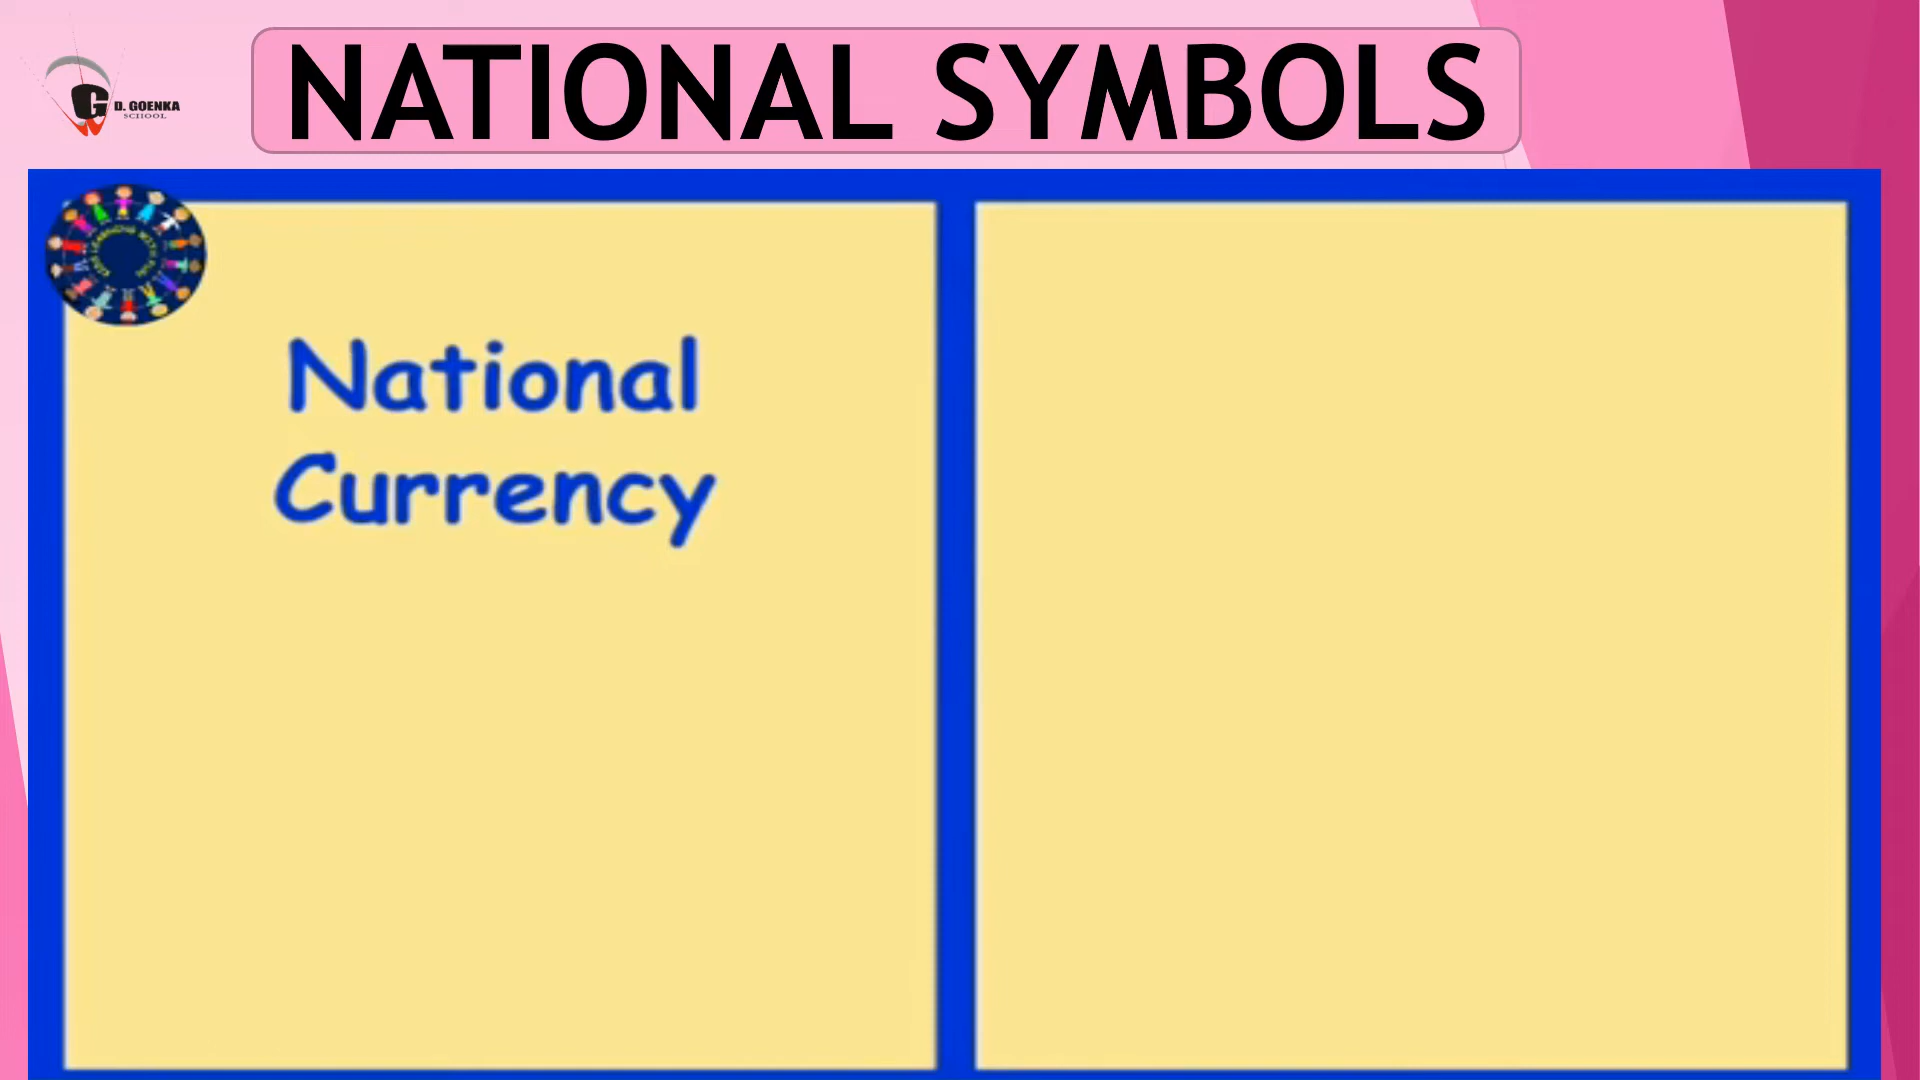 NATIONAL SYMBOLS
D. GOENKA
SCHOOL
National
Currency